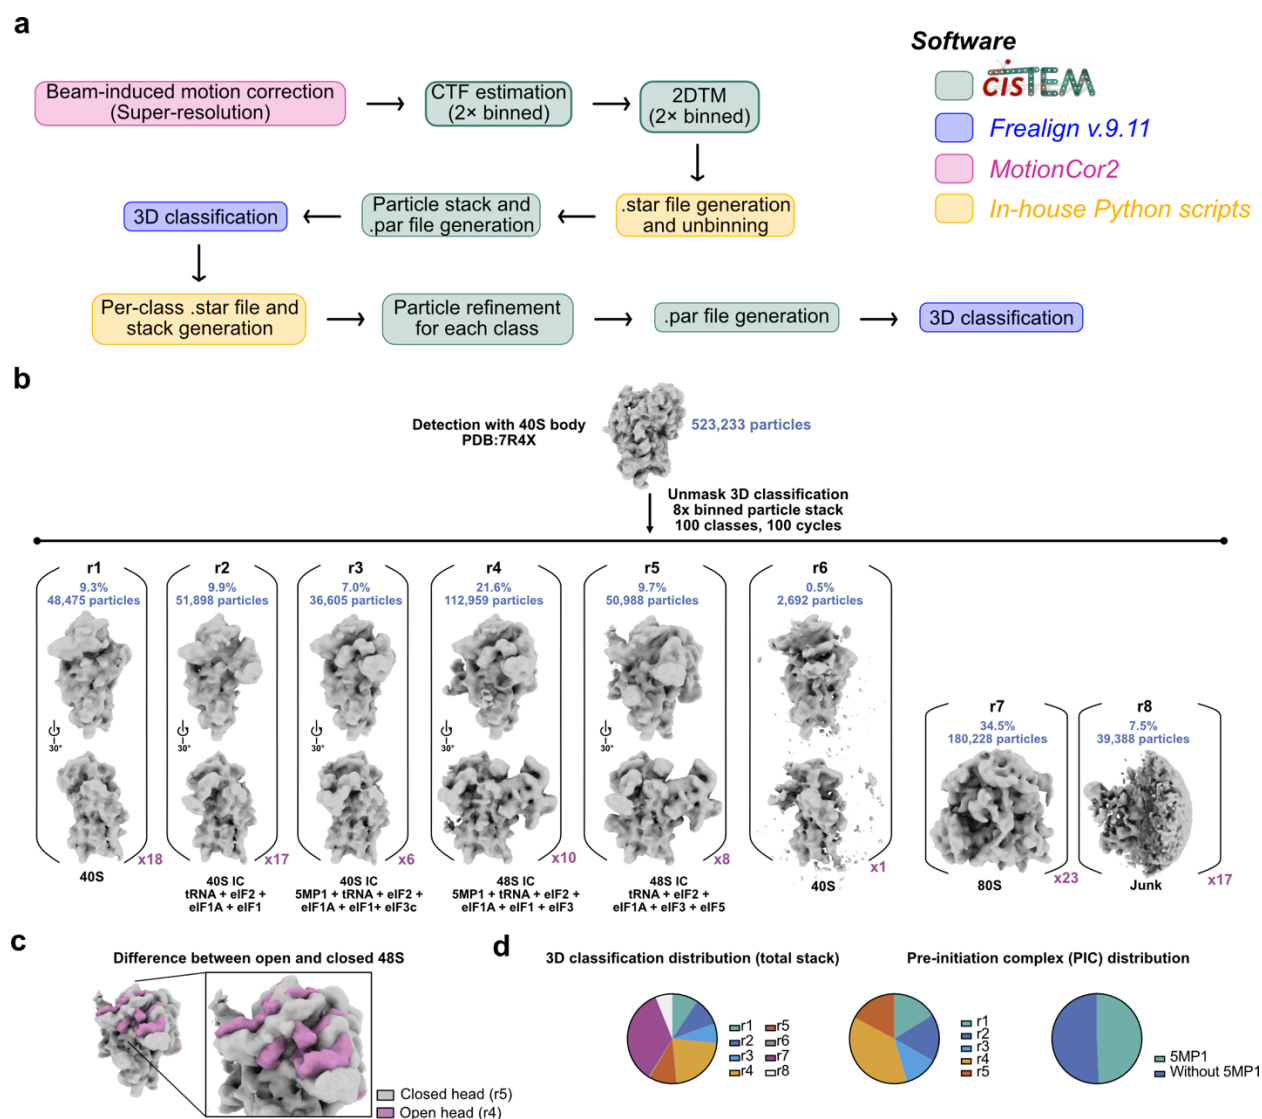 a
Software
cisTEM
Frealign v.9.11
MotionCor2
In-house Python scripts
Beam-induced motion correction
(Super-resolution)
CTF estimation
(2× binned)
2DTM
(2× binned)
.star file generation
and unbinning
Particle stack and
.par file generation
3D classification
Per-class .star file and
stack generation
Particle refinement
for each class
.par file generation
3D classification
b
Detection with 40S body
PDB:7R4X
523,233 particles
Unmask 3D classification
8x binned particle stack
100 classes, 100 cycles
r1
9.3%
48,475 particles
30°
x18
40S
r2
9.9%
51,898 particles
30°
x17
40S IC
tRNA + eIF2 +
eIF1A + eIF1
r3
7.0%
36,605 particles
30°
x6
40S IC
5MP1 + tRNA + eIF2 +
eIF1A + eIF1+ eIF3c
r4
21.6%
112,959 particles
x10
48S IC
5MP1 + tRNA + eIF2 +
eIF1A + eIF1 + eIF3
r5
9.7%
50,988 particles
30°
x8
48S IC
tRNA + eIF2 +
eIF1A + eIF3 + eIF5
r6
0.5%
2,692 particles
x1
40S
r7
34.5%
180,228 particles
x23
80S
r8
7.5%
39,388 particles
x17
Junk
c
Difference between open and closed 48S
Closed head (r5)
Open head (r4)
d
3D classification distribution (total stack)
r1
r2
r3
r4
r5
r6
r7
r8
Pre-initiation complex (PIC) distribution
r1
r2
r3
r4
r5
5MP1
Without 5MP1